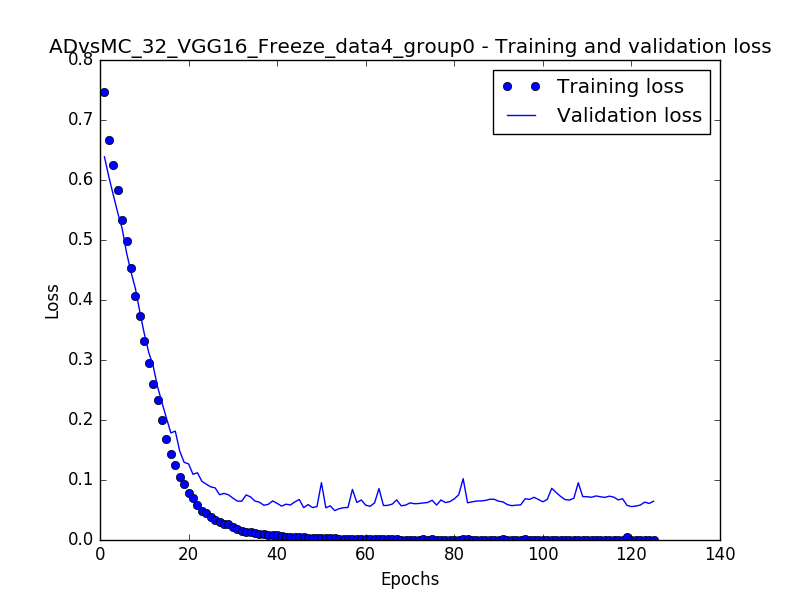 ADvsMC_32_VGG16_Freeze_data4_group0 - Training and validation loss
Training loss
Validation loss
0.8
0.7
0.6
0.5
0.4
0.3
0.2
0.1
0.0
Loss
0 20 40 60 80 100 120 140
Epochs